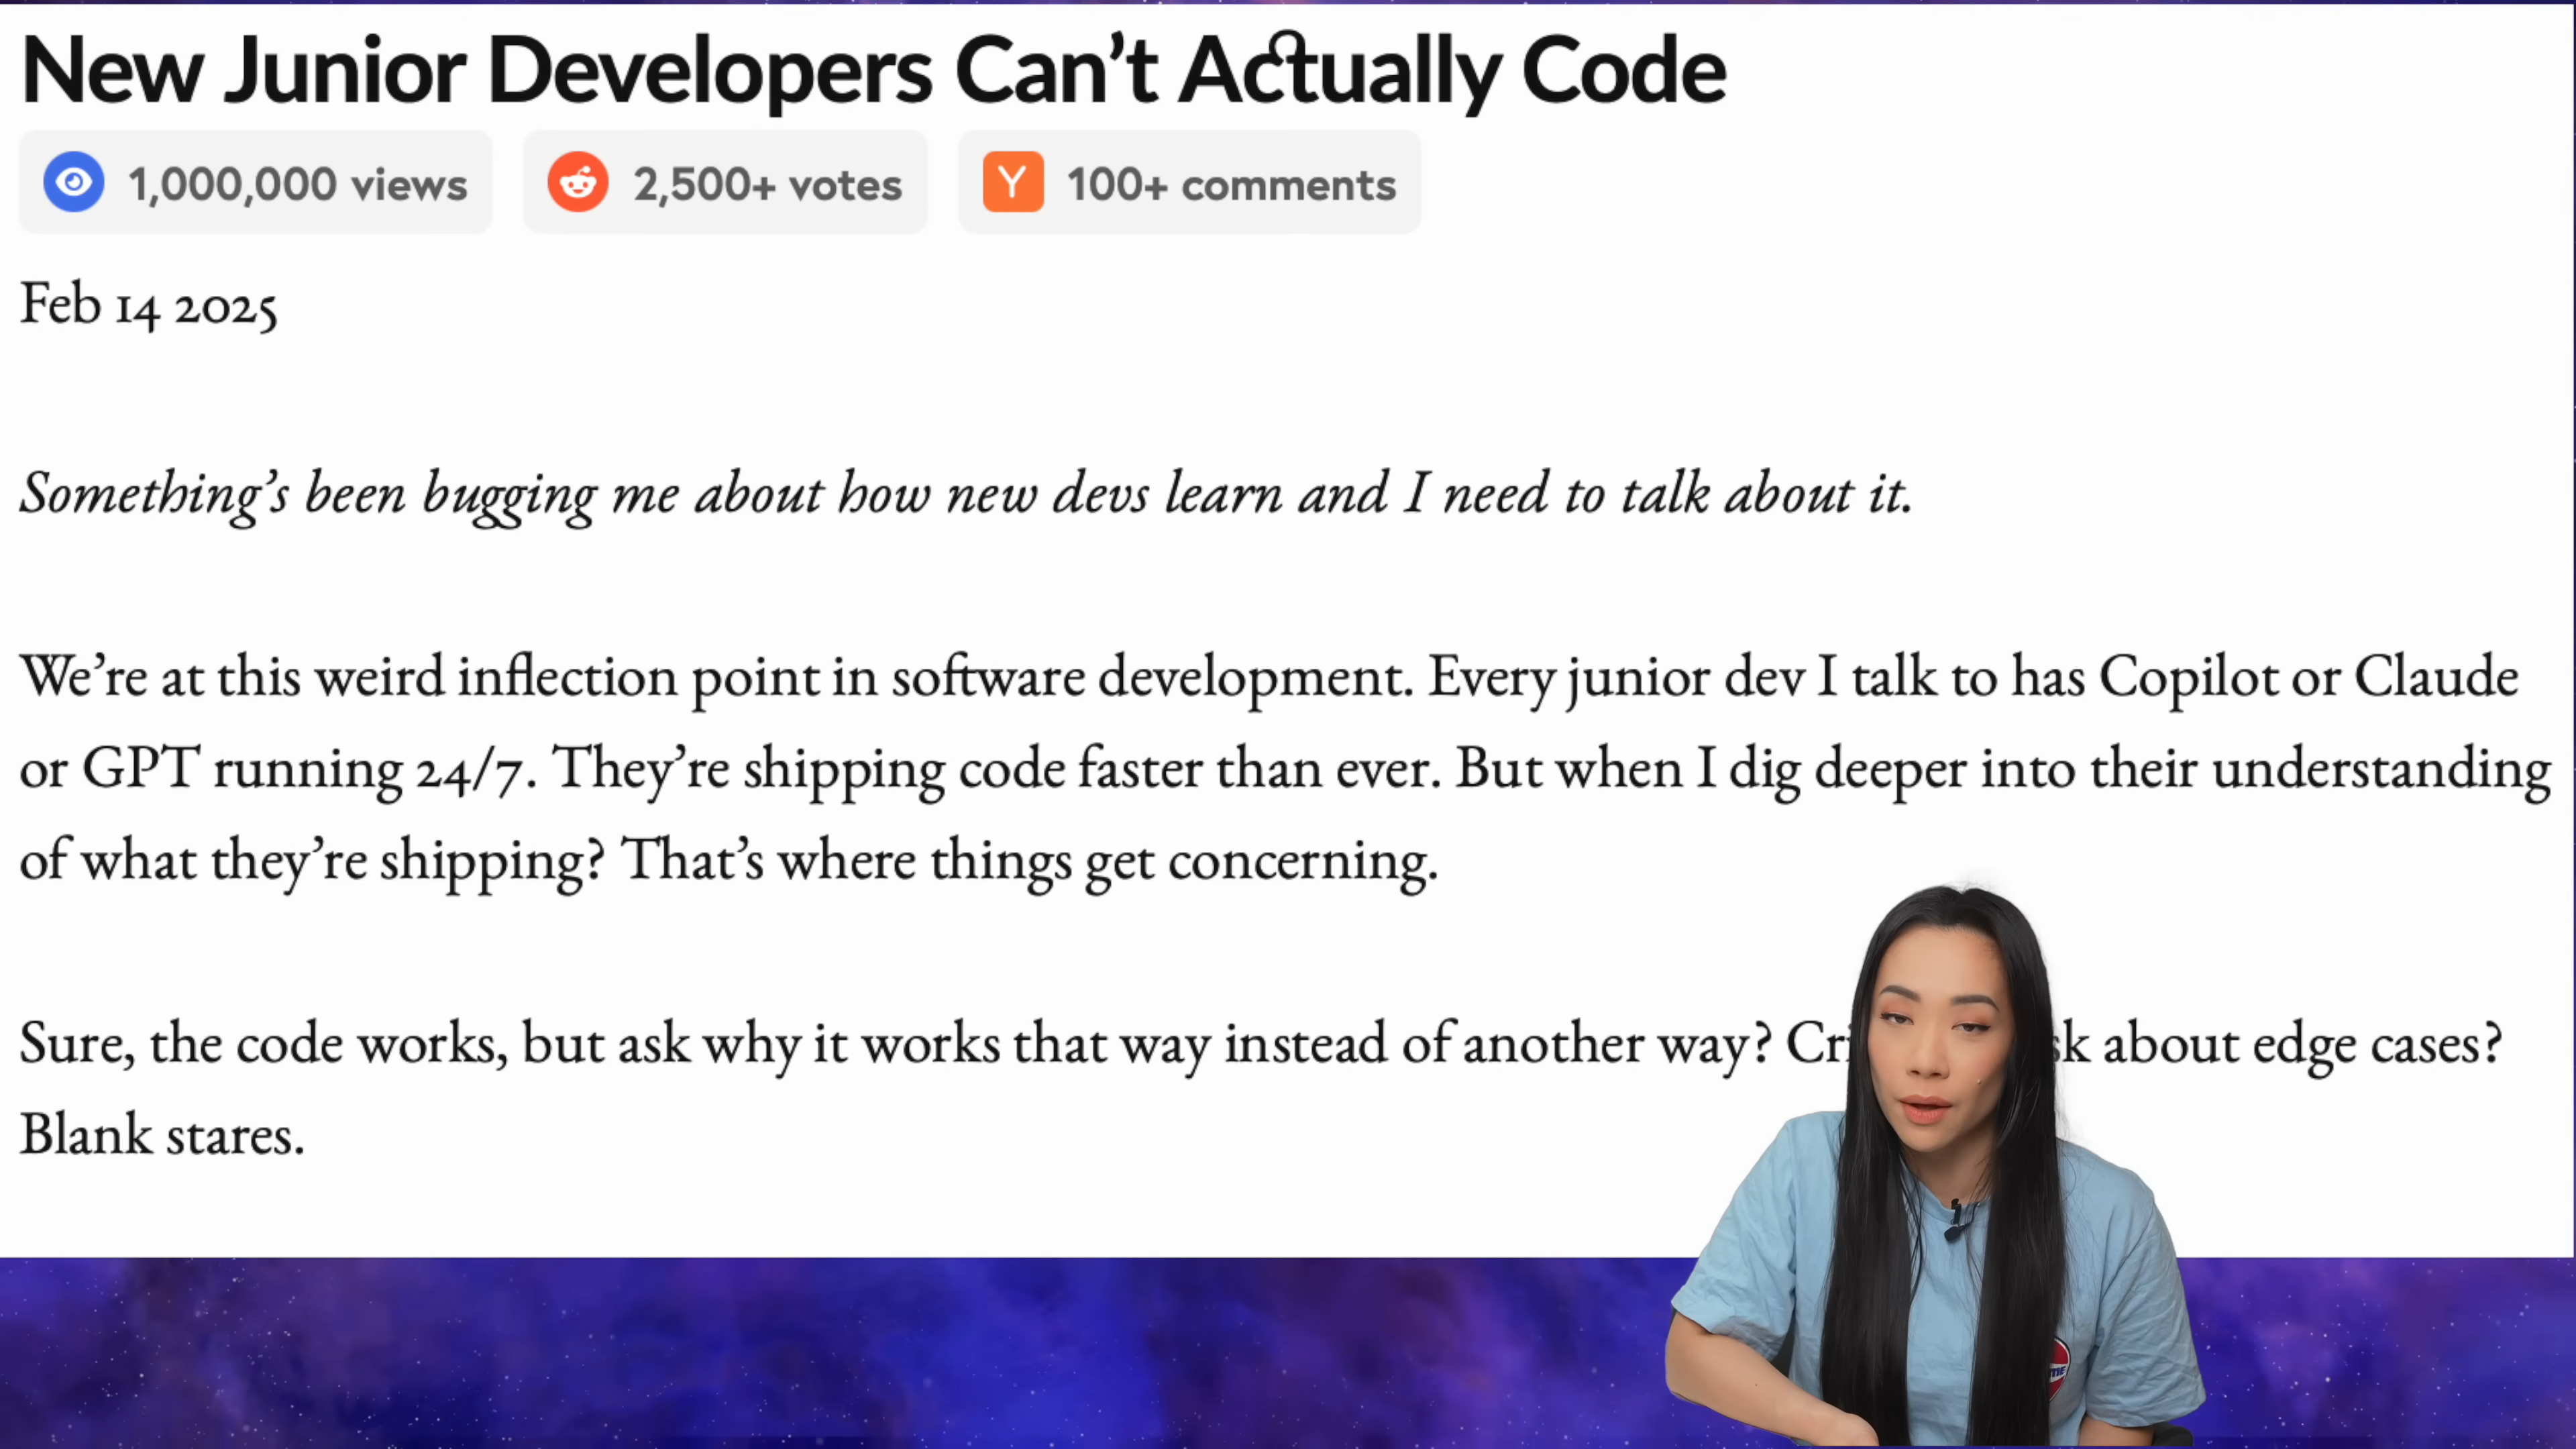 New Junior Developers Can’t Actually Code
1,000,000 views
2,500+ votes
100+ comments
Feb 14 2025
Something’s been bugging me about how new devs learn and I need to talk about it.
We’re at this weird inflection point in software development. Every junior dev I talk to has Copilot or Claude
or GPT running 24/7. They’re shipping code faster than ever. But when I dig deeper into their understanding
of what they’re shipping? That’s where things get concerning.
Sure, the code works, but ask why it works that way instead of another way? about edge cases?
Blank stares.